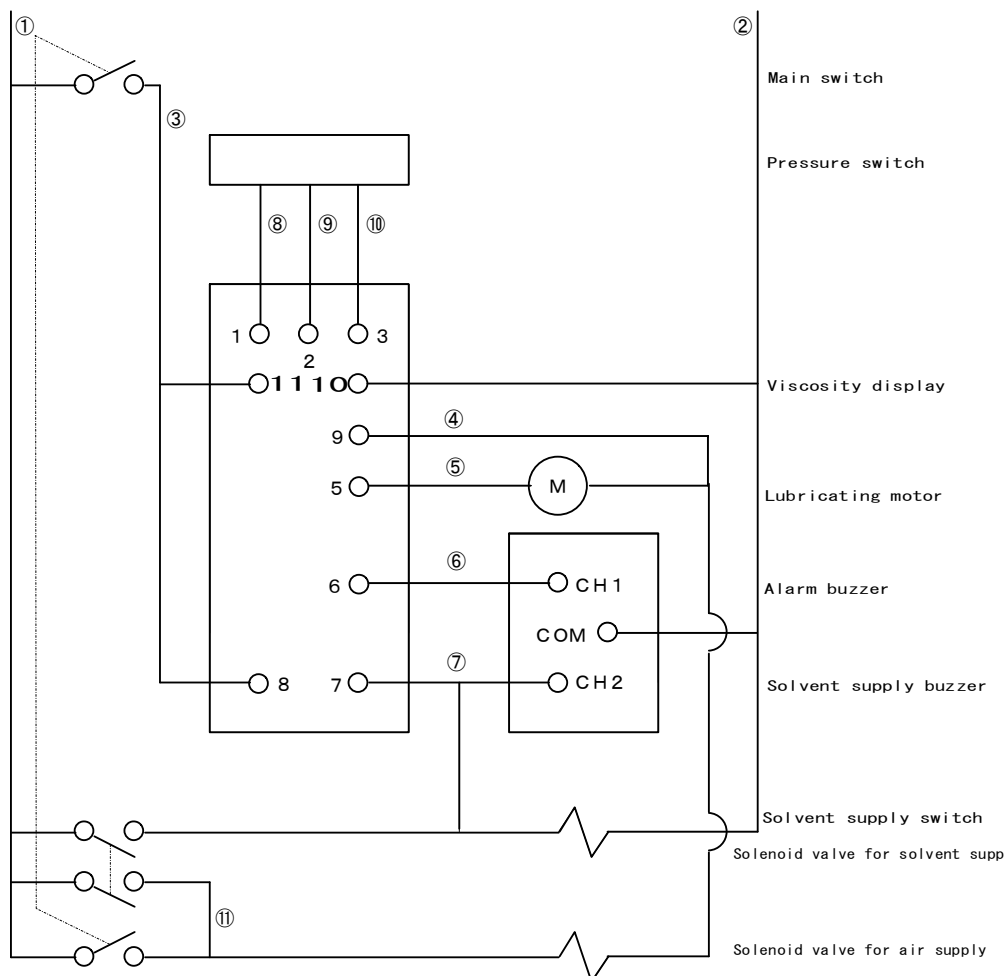 ① ②
Main switch
③
Pressure switch
⑧ ⑨ ⑩
1 3
2
1110
Viscosity display
④
9
⑤
5 M
Lubricating motor
⑥
6 CH1
Alarm buzzer
COM
⑦
8 7 CH2
Solvent supply buzzer
Solvent supply switch
Solenoid valve for solvent supp
⑪
Solenoid valve for air supply